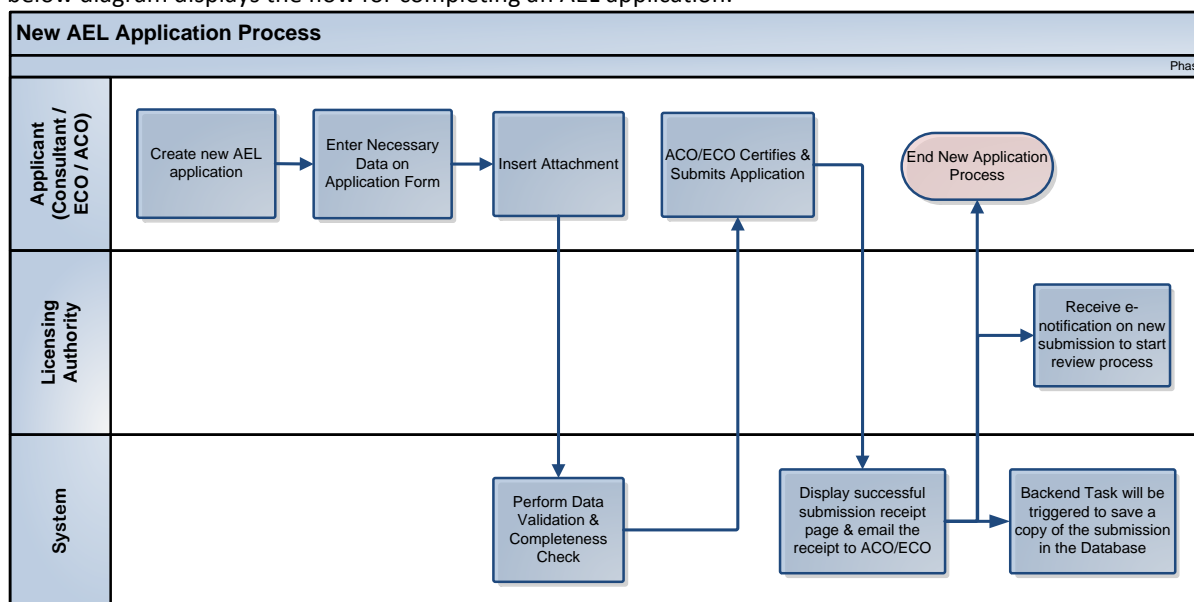 below diagram displays the flow for completing an AEL application.
New AEL Application Process
Phas
Applicant
(Consultant /
ECO / ACO)
Create new AEL
application
Enter Necessary
Data on
Application Form
Insert Attachment
ACO/ECO Certifies &
Submits Application
End New Application
Process
Licensing
Authority
Receive e-
notification on new
submission to start
review process
System
Perform Data
Validation &
Completeness
Check
Display successful
submission receipt
page & email the
receipt to ACO/ECO
Backend Task will be
triggered to save a
copy of the submission
in the Database